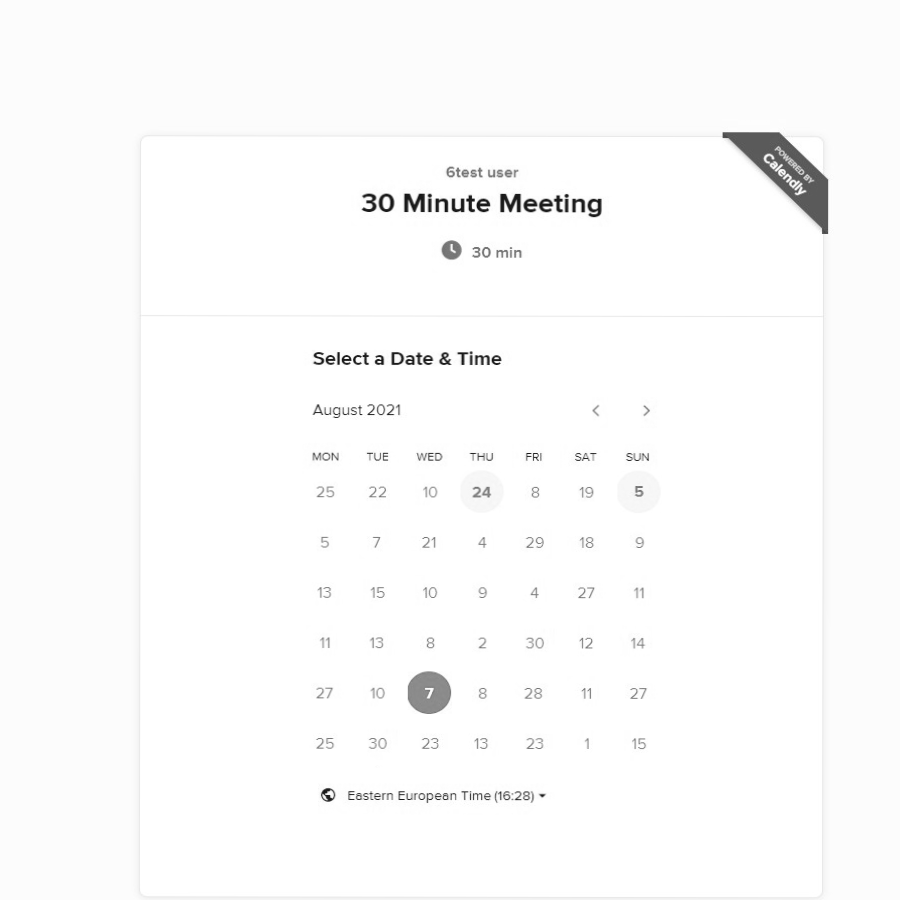 POWERED BY
Calendly
6test user
30 Minute Meeting
30 min
Select a Date & Time
August 2021
MON TUE WED THU FRI SAT SUN
25 22 10 24 8 19 5
5 7 21 4 29 18 9
13 15 10 9 4 27 11
11 13 8 2 30 12 14
27 10 7 8 28 11 27
25 30 23 13 23 1 15
Eastern European Time (16:28)